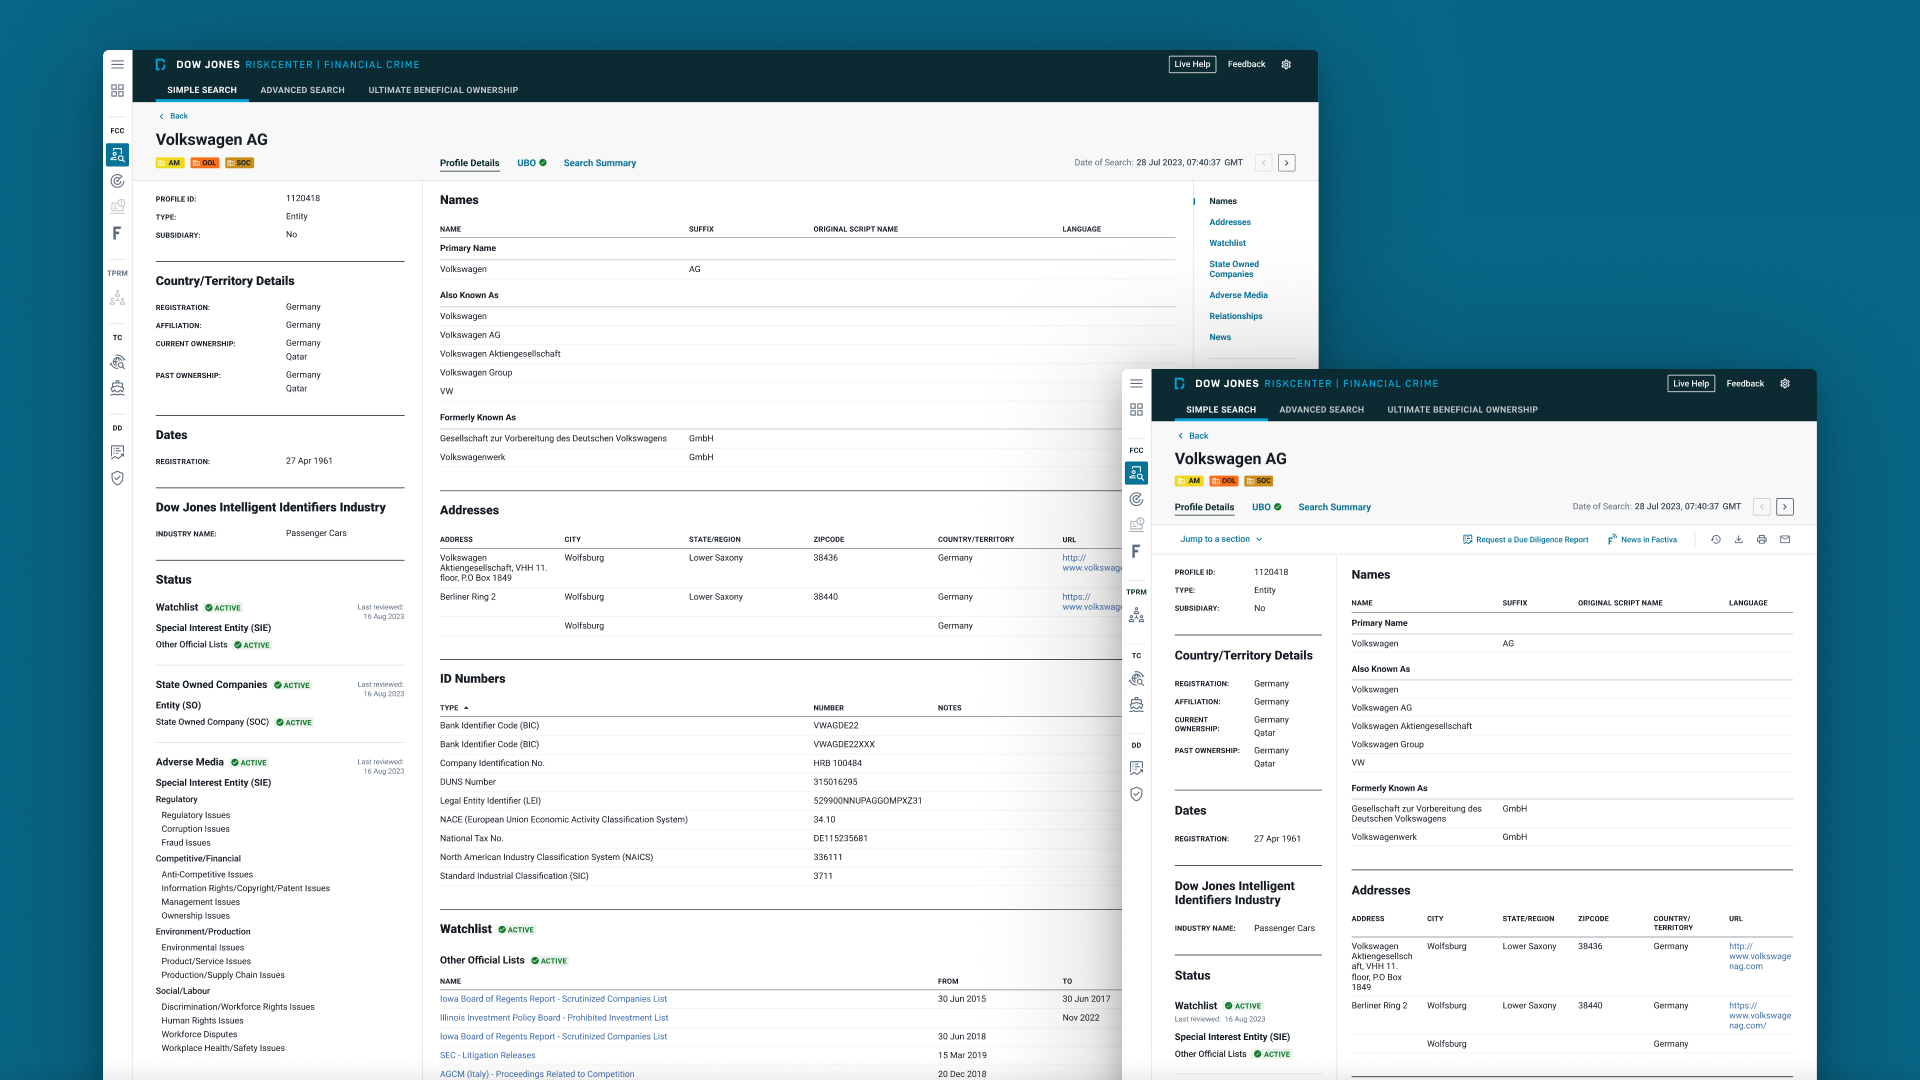 DOW JONES RISKCENTER | FINANCIAL CRIME
Live Help Feedback
SIMPLE SEARCH ADVANCED SEARCH ULTIMATE BENEFICIAL OWNERSHIP
Back
Volkswagen AG
AM OOL SOC
Profile Details UBO Search Summary
Date of Search: 28 Jul 2023, 07:40:37 GMT
FCC
F
TPRM
TC
DD
PROFILE ID: 1120418
TYPE: Entity
SUBSIDIARY: No
Country/Territory Details
REGISTRATION: Germany
AFFILIATION: Germany
CURRENT OWNERSHIP: Germany
Qatar
PAST OWNERSHIP: Germany
Qatar
Dates
REGISTRATION: 27 Apr 1961
Dow Jones Intelligent Identifiers Industry
INDUSTRY NAME: Passenger Cars
Status
Watchlist ACTIVE Last reviewed:
16 Aug 2023
Special Interest Entity (SIE)
Other Official Lists ACTIVE
State Owned Companies ACTIVE Last reviewed:
16 Aug 2023
Entity (SO)
State Owned Company (SOC) ACTIVE
Adverse Media ACTIVE Last reviewed:
16 Aug 2023
Special Interest Entity (SIE)
Regulatory
Regulatory Issues
Corruption Issues
Fraud Issues
Competitive/Financial
Anti-Competitive Issues
Information Rights/Copyright/Patent Issues
Management Issues
Ownership Issues
Environment/Production
Environmental Issues
Product/Service Issues
Production/Supply Chain Issues
Social/Labour
Discrimination/Workforce Rights Issues
Human Rights Issues
Workforce Disputes
Workplace Health/Safety Issues
Names
NAME SUFFIX ORIGINAL SCRIPT NAME LANGUAGE
Primary Name
Volkswagen AG
Also Known As
Volkswagen
Volkswagen AG
Volkswagen Aktiengesellschaft
Volkswagen Group
VW
Formerly Known As
Gesellschaft zur Vorbereitung des Deutschen Volkswagens GmbH
Volkswagenwerk GmbH
Addresses
ADDRESS CITY STATE/REGION ZIPCODE COUNTRY/TERRITORY URL
Volkswagen Wolfsburg Lower Saxony 38436 Germany http://
Aktiengesellschaft, VHH 11. www.volkswag
floor, P.O Box 1849
Berliner Ring 2 Wolfsburg Lower Saxony 38440 Germany https://
www.volkswag
Wolfsburg Germany
ID Numbers
TYPE NUMBER NOTES
Bank Identifier Code (BIC) VWAGDE22
Bank Identifier Code (BIC) VWAGDE22XXX
Company Identification No. HRB 100484
DUNS Number 315016295
Legal Entity Identifier (LEI) 529900NNUPAGGOMPXZ31
NACE (European Union Economic Activity Classification System) 34.10
National Tax No. DE115235681
North American Industry Classification System (NAICS) 336111
Standard Industrial Classification (SIC) 3711
Watchlist ACTIVE
Other Official Lists ACTIVE
NAME FROM TO
Iowa Board of Regents Report - Scrutinized Companies List 30 Jun 2015 30 Jun 2017
Illinois Investment Policy Board - Prohibited Investment List Nov 2022
Iowa Board of Regents Report - Scrutinized Companies List 30 Jun 2018
SEC - Litigation Releases 15 Mar 2019
AGCM (Italy) - Proceedings Related to Competition 20 Dec 2018
Names
Addresses
Watchlist
State Owned
Companies
Adverse Media
Relationships
News
DOW JONES RISKCENTER | FINANCIAL CRIME
Live Help Feedback
SIMPLE SEARCH ADVANCED SEARCH ULTIMATE BENEFICIAL OWNERSHIP
Back
Volkswagen AG
AM OOL SOC
Profile Details UBO Search Summary
Date of Search: 28 Jul 2023, 07:40:37 GMT
Jump to a section
Request a Due Diligence Report News in Factiva
FCC
F
TPRM
TC
DD
PROFILE ID: 1120418
TYPE: Entity
SUBSIDIARY: No
Country/Territory Details
REGISTRATION: Germany
AFFILIATION: Germany
CURRENT Germany
OWNERSHIP: Qatar
PAST OWNERSHIP: Germany
Qatar
Dates
REGISTRATION: 27 Apr 1961
Dow Jones Intelligent
Identifiers Industry
INDUSTRY NAME: Passenger Cars
Status
Watchlist ACTIVE
Last reviewed: 16 Aug 2023
Special Interest Entity (SIE)
Other Official Lists ACTIVE
Names
NAME SUFFIX ORIGINAL SCRIPT NAME LANGUAGE
Primary Name
Volkswagen AG
Also Known As
Volkswagen
Volkswagen AG
Volkswagen Aktiengesellschaft
Volkswagen Group
VW
Formerly Known As
Gesellschaft zur Vorbereitung des GmbH
Deutschen Volkswagens
Volkswagenwerk GmbH
Addresses
ADDRESS CITY STATE/REGION ZIPCODE COUNTRY/ URL
TERRITORY
Volkswagen Wolfsburg Lower Saxony 38436 Germany http://
Aktiengesellsch www.volkswage
aft, VHH 11. nag.com
floor, P.O Box
1849
Berliner Ring 2 Wolfsburg Lower Saxony 38440 Germany https://
www.volkswage
nag.com/
Wolfsburg Germany